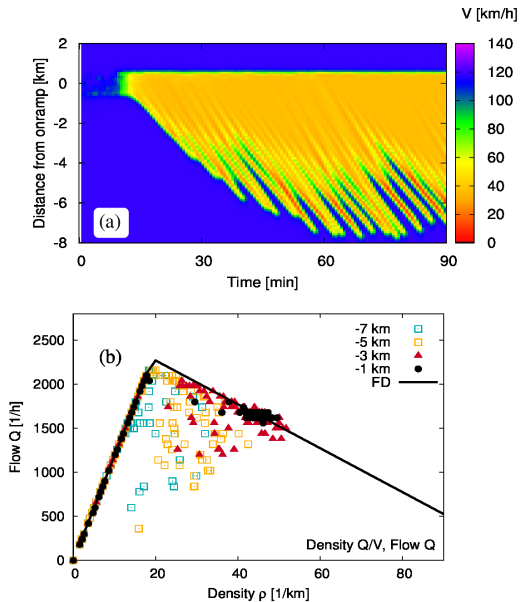 V [km/h]
2
0
-2
-4
-6
-8
Distance from onramp [km]
(a)
140
120
100
80
60
40
20
0
0 30 60 90
Time [min]
(b)
-7 km
-5 km
-3 km
-1 km
FD
2500
2000
1500
1000
500
0
Flow Q [1/h]
Density Q/V, Flow Q
0 20 40 60 80
Density ρ [1/km]